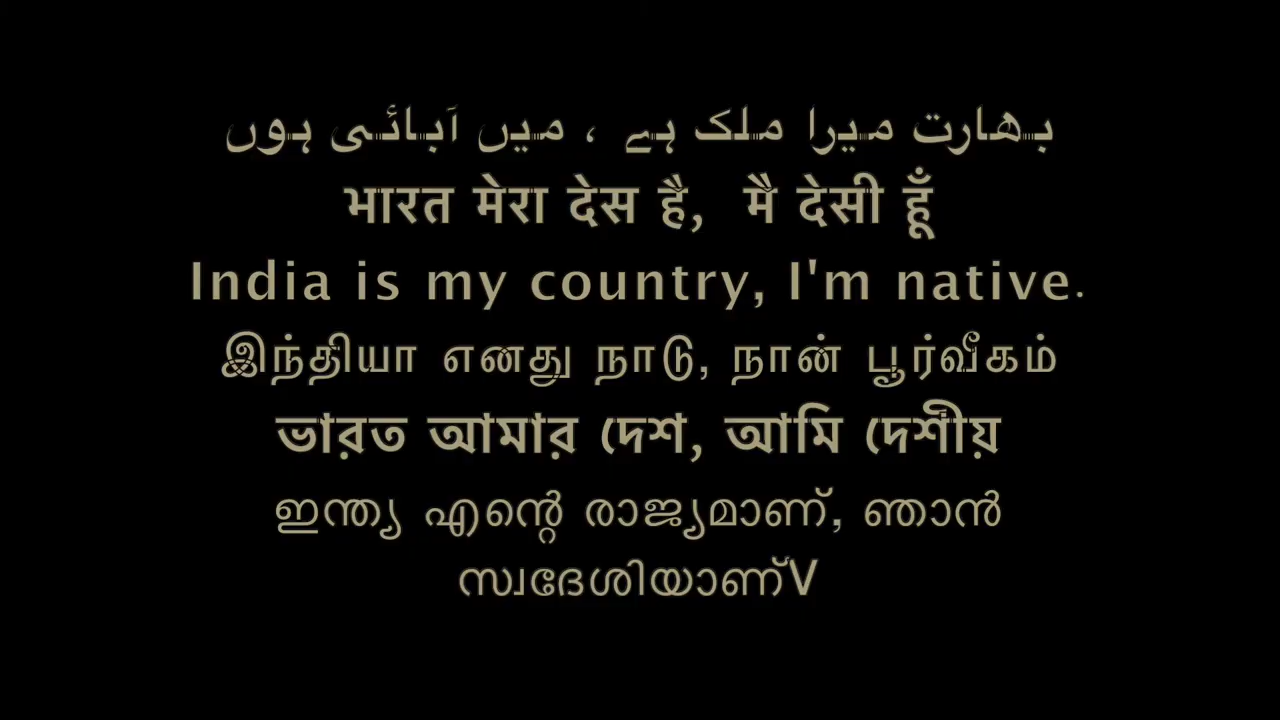 بھارت میرا ملک ہے ، میں آبائی ہوں
भारत मेरा देस है, मै देसी हूँ
India is my country, I'm native.
இந்தியா எனது நாடு, நான் பூர்வீகம்
ভারত আমার দেশ, আমি দেশীয়
ഇന്ത്യ എന്റെ രാജ്യമാണ്, ഞാൻ
സ്വദേശിയാണ്V